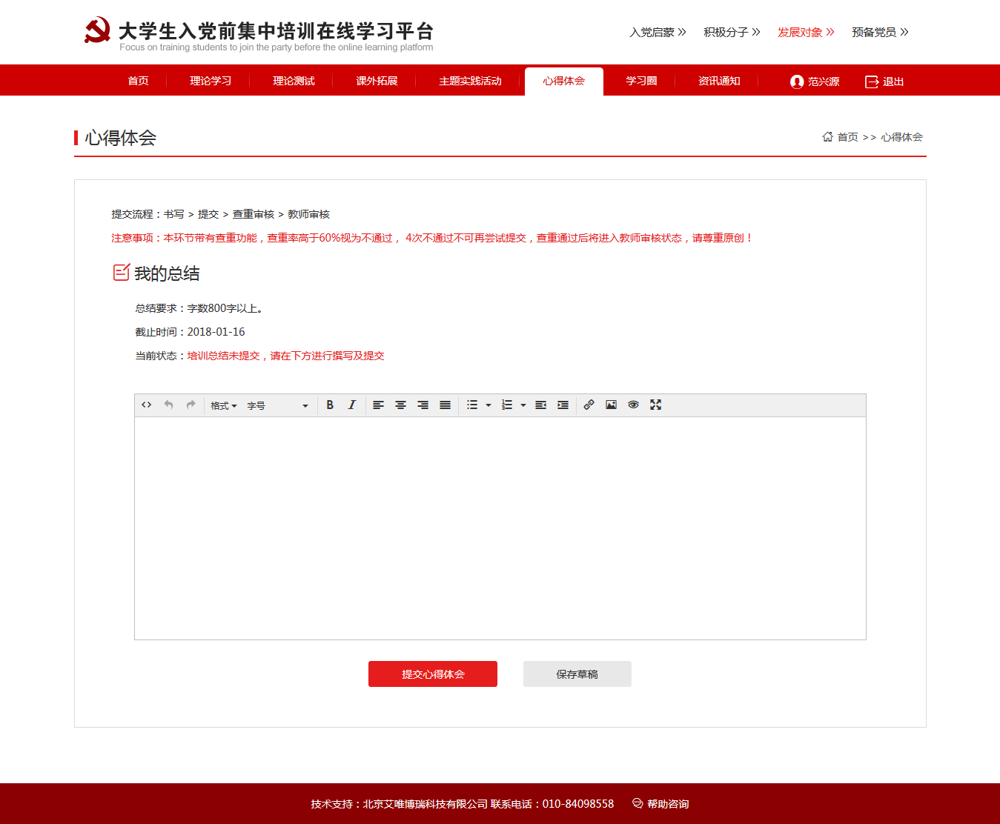 大学生入党前集中培训在线学习平台
Focus on training students to join the party before the online learning platform
入党启蒙 积极分子 发展对象 预备党员
首页 理论学习 理论测试 课外拓展 主题实践活动 心得体会 学习圈 资讯通知 范兴源 退出
心得体会
首页 >> 心得体会
提交流程：书写 > 提交 > 查重审核 > 教师审核
注意事项：本环节带有查重功能，查重率高于60%视为不通过， 4次不通过不可再尝试提交，查重通过后将进入教师审核状态，请尊重原创！
我的总结
总结要求：字数800字以上。
截止时间：2018-01-16
当前状态：培训总结未提交，请在下方进行撰写及提交
格式 字号 B I
提交心得体会 保存草稿
技术支持：北京艾唯博瑞科技有限公司 联系电话：010-84098558 帮助咨询